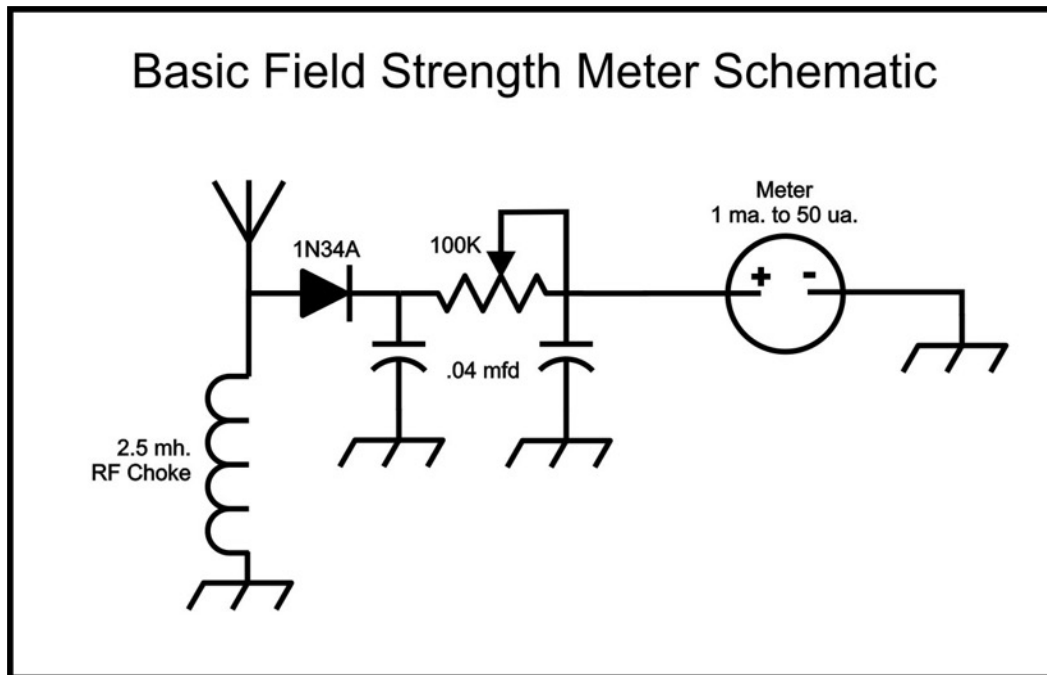 Basic Field Strength Meter Schematic
Meter
1 ma. to 50 ua.
1N34A
100K
+ -
.04 mfd
2.5 mh.
RF Choke